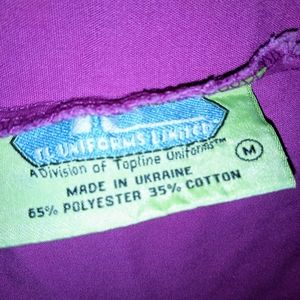 TL UNIFORMS LIMITED
A Division of Topline Uniforms™
M
MADE IN UKRAINE
65% POLYESTER 35% COTTON